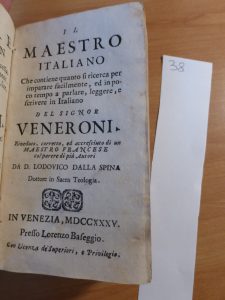 IL
MAESTRO
ITALIANO
Che contiene quanto si ricerca per
imparare facilmente, ed in po-
co tempo a parlare, leggere, e
scrivere in Italiano
DEL SIGNOR
VENERONI.
Riveduto, corretto, ed accresciuto di un
MAESTRO FRANCESE
sul parere di più Autori
DA D. LODOVICO DALLA SPINA
Dottore in Sacra Teologia.
IN VENEZIA, MDCCXXXV.
Presso Lorenzo Baseggio.
Con Licenza de' Superiori, e Privilegio.
38